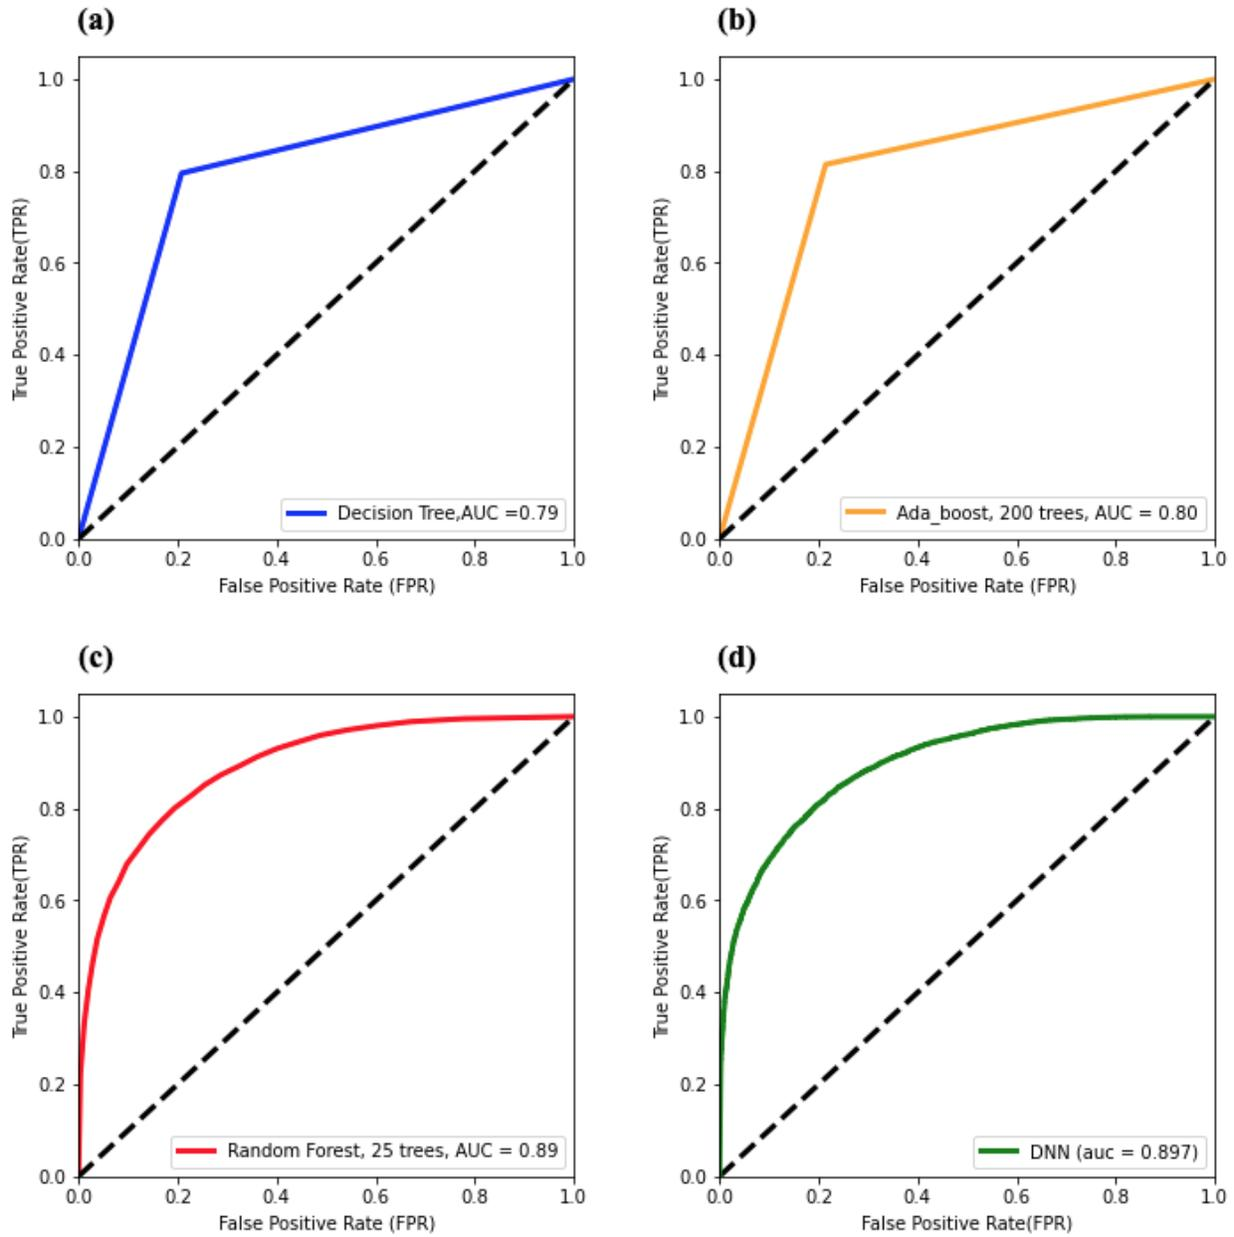 (a)
1.0
0.8
0.6
0.4
0.2
0.0
True Positive Rate(TPR)
Decision Tree,AUC =0.79
0.0 0.2 0.4 0.6 0.8 1.0
False Positive Rate (FPR)
(b)
1.0
0.8
0.6
0.4
0.2
0.0
True Positive Rate(TPR)
Ada_boost, 200 trees, AUC = 0.80
0.0 0.2 0.4 0.6 0.8 1.0
False Positive Rate (FPR)
(c)
1.0
0.8
0.6
0.4
0.2
0.0
True Positive Rate(TPR)
Random Forest, 25 trees, AUC = 0.89
0.0 0.2 0.4 0.6 0.8 1.0
False Positive Rate (FPR)
(d)
1.0
0.8
0.6
0.4
0.2
0.0
True Positive Rate(TPR)
DNN (auc = 0.897)
0.0 0.2 0.4 0.6 0.8 1.0
False Positive Rate(FPR)